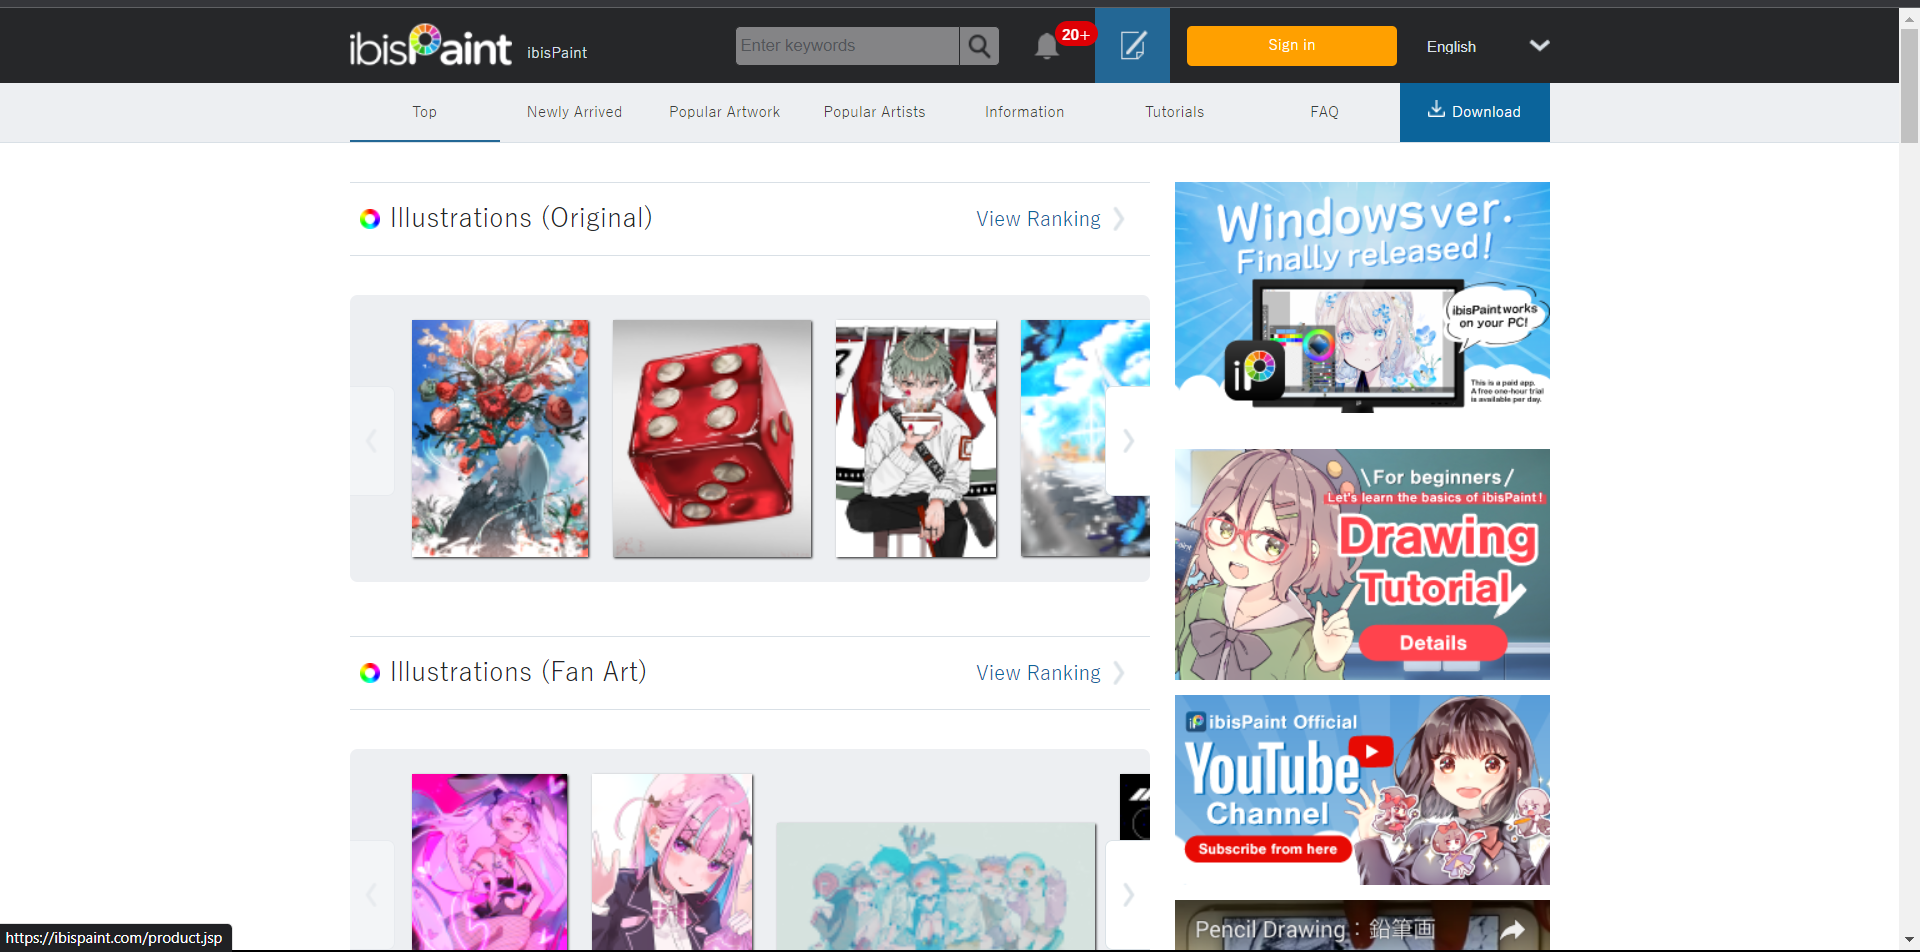 ibisPaint
ibisPaint
Enter keywords
20+
Sign in
English
Top
Newly Arrived
Popular Artwork
Popular Artists
Information
Tutorials
FAQ
Download
Illustrations (Original)
View Ranking
Windows ver.
Finally released!
ibisPaint works
on your PC!
This is a paid app.
A free one-hour trial
is available per day.
\For beginners/
Let's learn the basics of ibisPaint!
Drawing
Tutorial
Details
Illustrations (Fan Art)
View Ranking
ibisPaint Official
YouTube
Channel
Subscribe from here
Pencil Drawing：鉛筆画
https://ibispaint.com/product.jsp